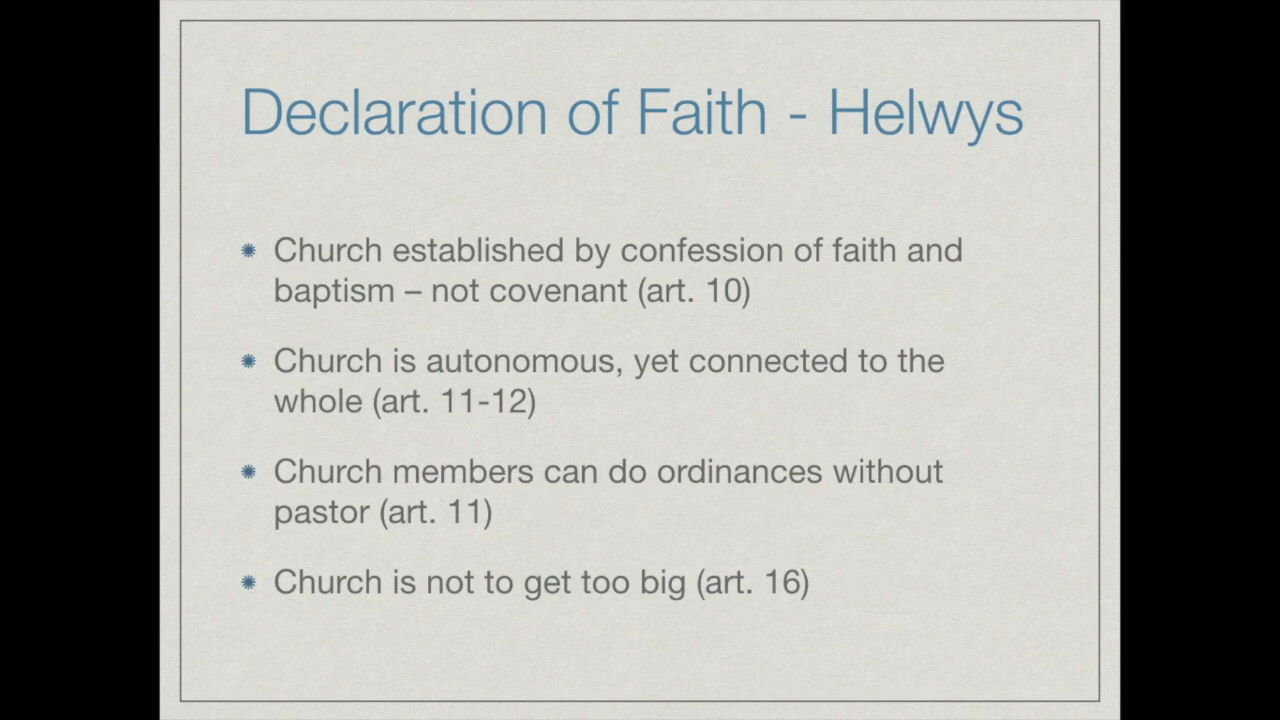 Declaration of Faith - Helwys
Church established by confession of faith and
baptism – not covenant (art. 10)
Church is autonomous, yet connected to the
whole (art. 11-12)
Church members can do ordinances without
pastor (art. 11)
Church is not to get too big (art. 16)